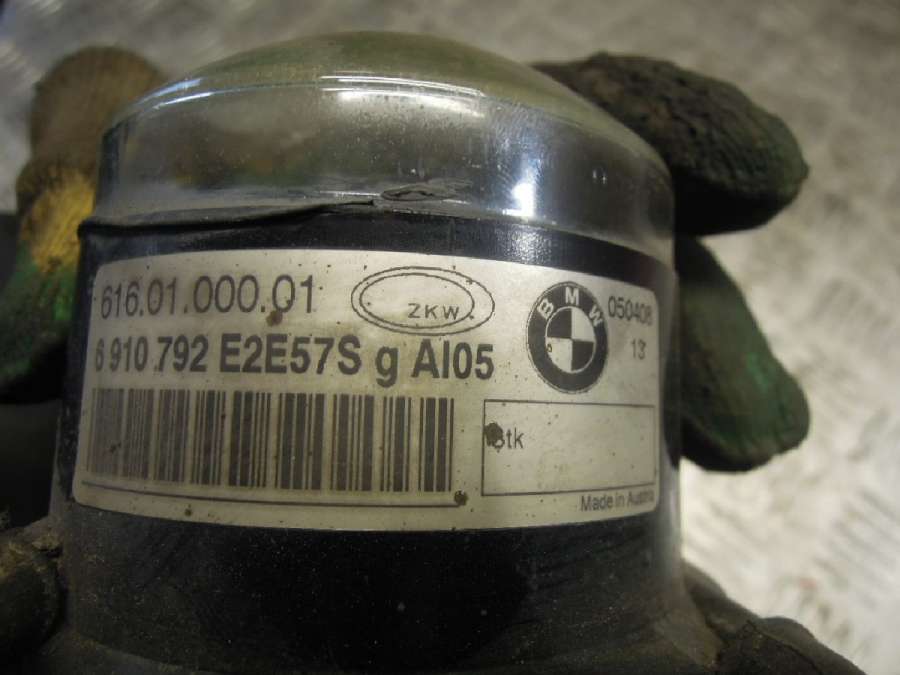 616.01.000.01 ZKW BMW 050408
6 910 792 E2E57S g AI05 13
Stk
Made in Austria